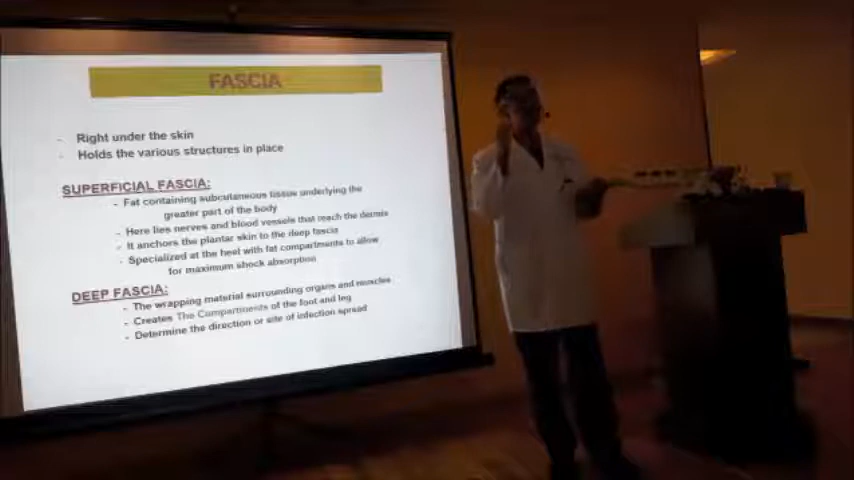 FASCIA
- Right under the skin
- Holds the various structures in place
SUPERFICIAL FASCIA:
- Fat containing subcutaneous tissue underlying the
greater part of the body
- Here lies nerves and blood vessels that reach the dermis
- It anchors the plantar skin to the deep fascia
- Specialized at the heel with fat compartments to allow
for maximum shock absorption
DEEP FASCIA:
- The wrapping material surrounding organs and muscles
- Creates The Compartments of the foot and leg
- Determine the direction or site of infection spread